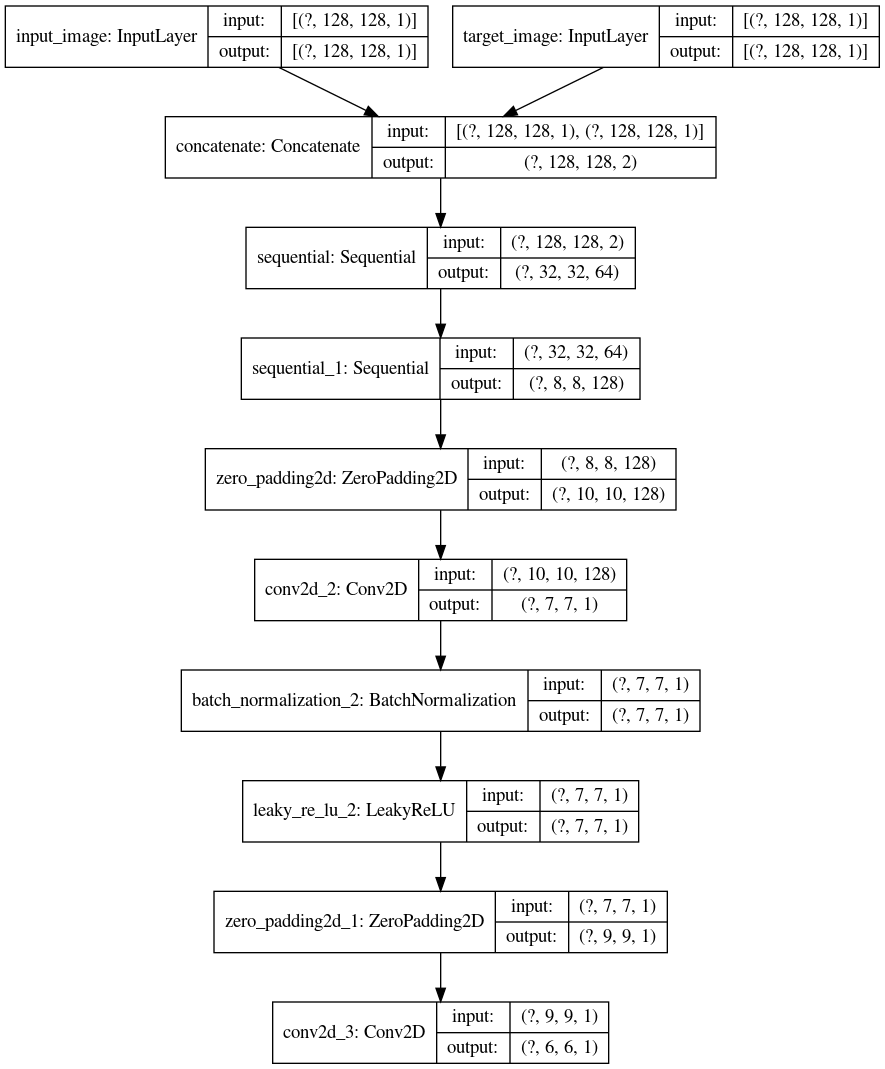 input_image: InputLayer
input: [(?, 128, 128, 1)]
output: [(?, 128, 128, 1)]
target_image: InputLayer
input: [(?, 128, 128, 1)]
output: [(?, 128, 128, 1)]
concatenate: Concatenate
input: [(?, 128, 128, 1), (?, 128, 128, 1)]
output: (?, 128, 128, 2)
sequential: Sequential
input: (?, 128, 128, 2)
output: (?, 32, 32, 64)
sequential_1: Sequential
input: (?, 32, 32, 64)
output: (?, 8, 8, 128)
zero_padding2d: ZeroPadding2D
input: (?, 8, 8, 128)
output: (?, 10, 10, 128)
conv2d_2: Conv2D
input: (?, 10, 10, 128)
output: (?, 7, 7, 1)
batch_normalization_2: BatchNormalization
input: (?, 7, 7, 1)
output: (?, 7, 7, 1)
leaky_re_lu_2: LeakyReLU
input: (?, 7, 7, 1)
output: (?, 7, 7, 1)
zero_padding2d_1: ZeroPadding2D
input: (?, 7, 7, 1)
output: (?, 9, 9, 1)
conv2d_3: Conv2D
input: (?, 9, 9, 1)
output: (?, 6, 6, 1)